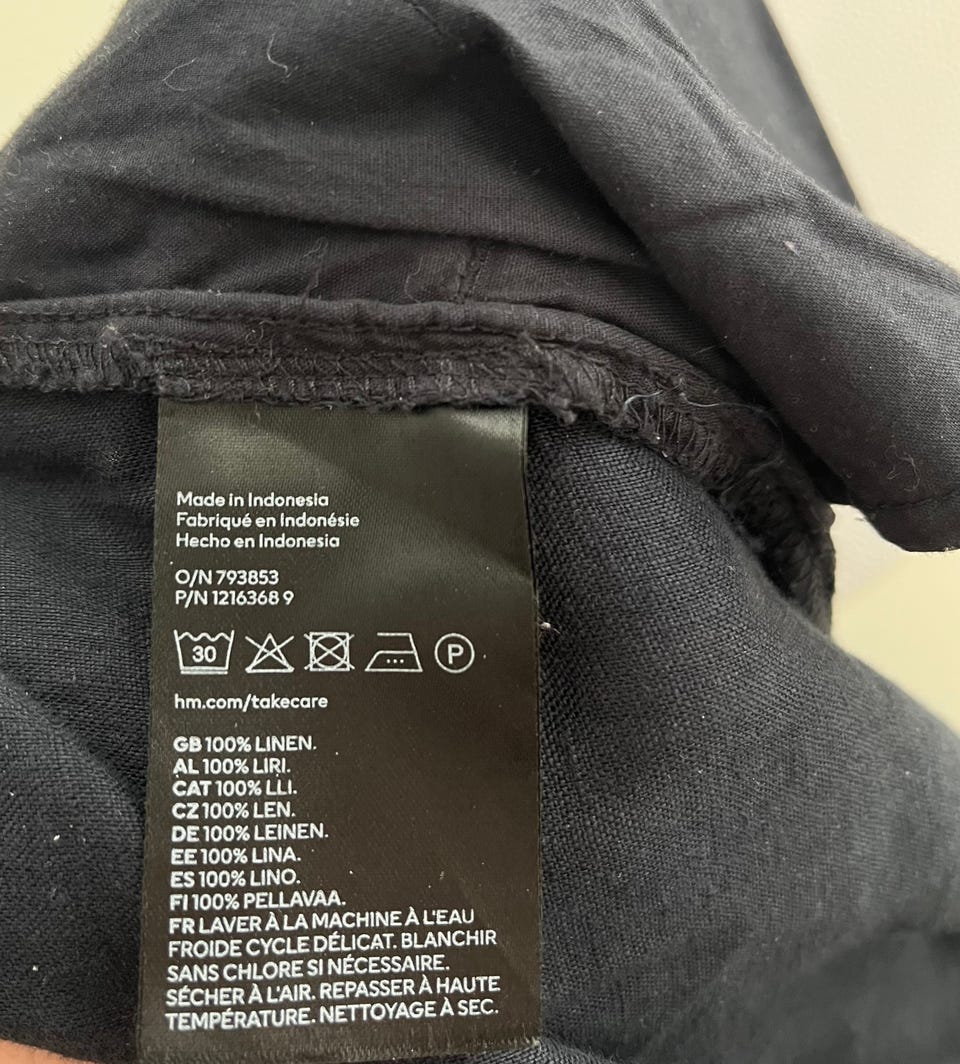 Made in Indonesia
Fabriqué en Indonésie
Hecho en Indonesia
O/N 793853
P/N 1216368 9
30 P
hm.com/takecare
GB 100% LINEN.
AL 100% LIRI.
CAT 100% LLI.
CZ 100% LEN.
DE 100% LEINEN.
EE 100% LINA.
ES 100% LINO.
FI 100% PELLAVAA.
FR LAVER À LA MACHINE À L'EAU
FROIDE CYCLE DÉLICAT. BLANCHIR
SANS CHLORE SI NÉCESSAIRE.
SÉCHER À L'AIR. REPASSER À HAUTE
TEMPÉRATURE. NETTOYAGE À SEC.